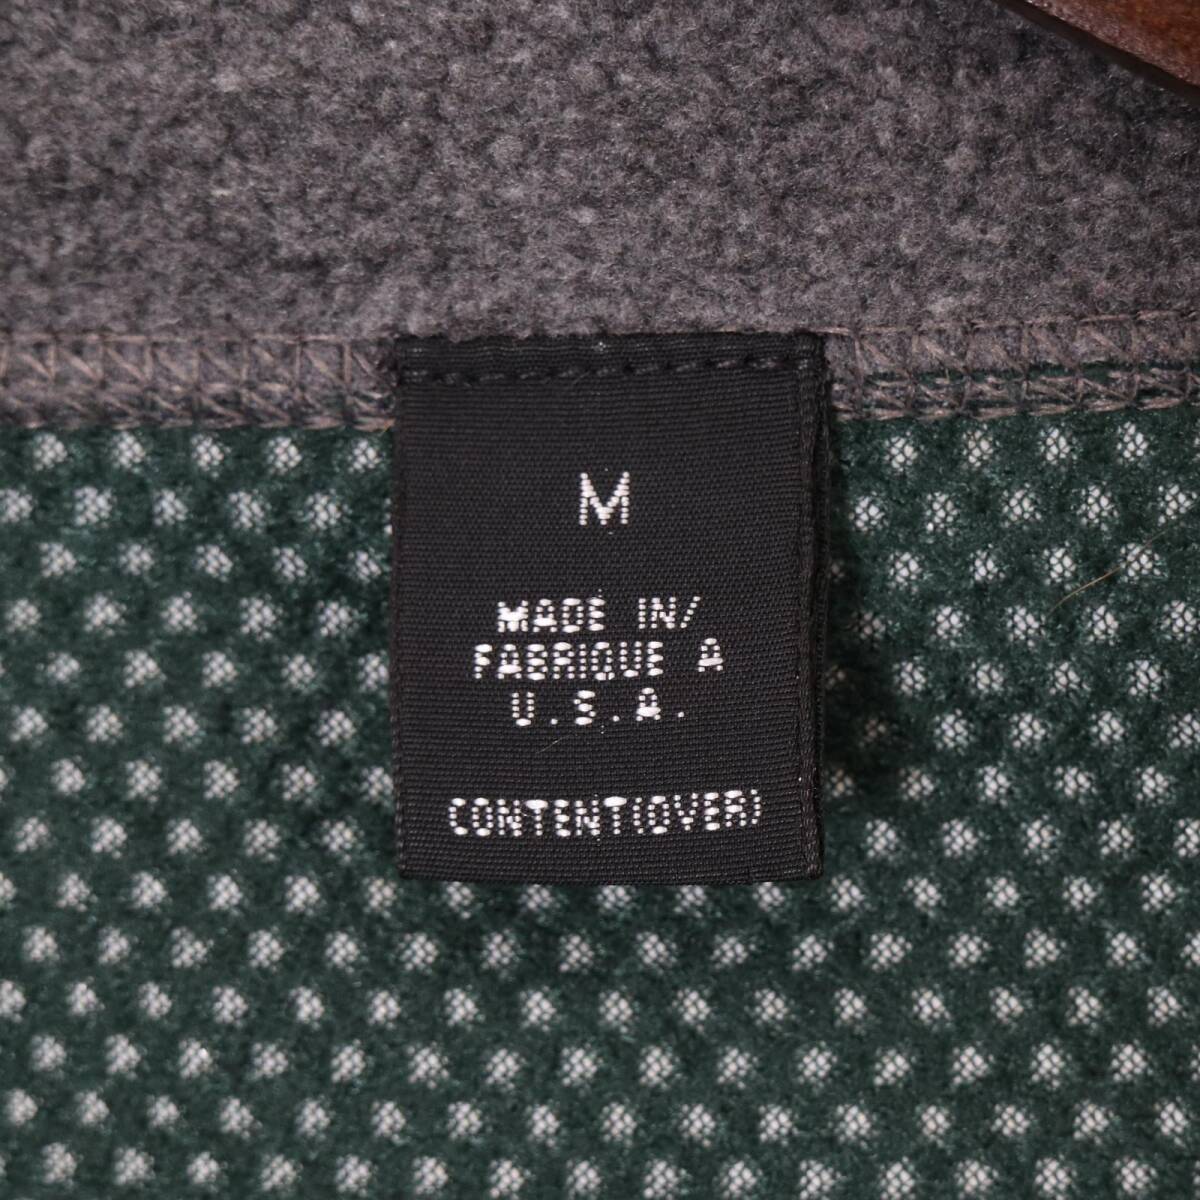 M
MADE IN/
FABRIQUE A
U.S.A.
CONTENT(OVER)